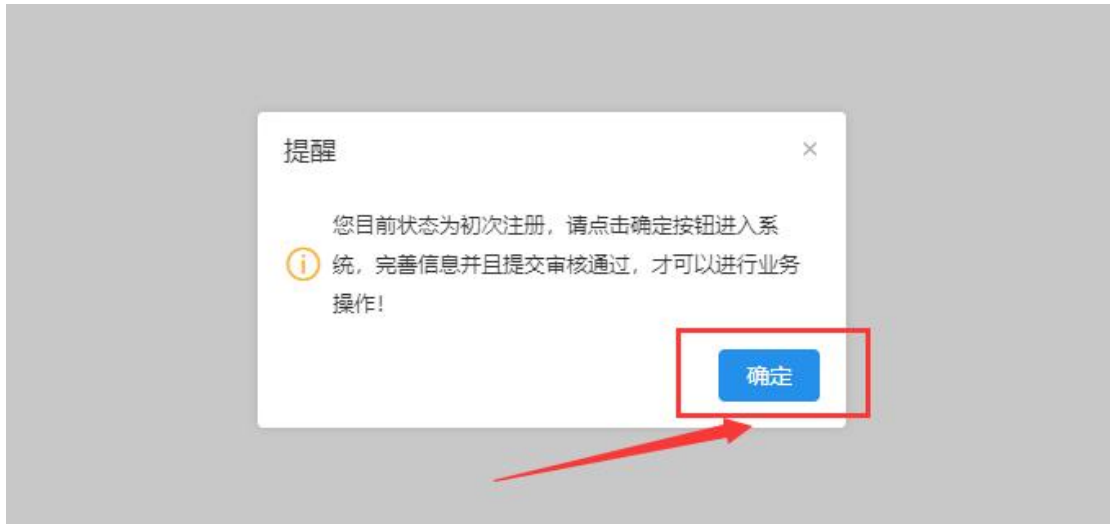 提醒
您目前状态为初次注册，请点击确定按钮进入系
统，完善信息并且提交审核通过，才可以进行业务
操作！
确定